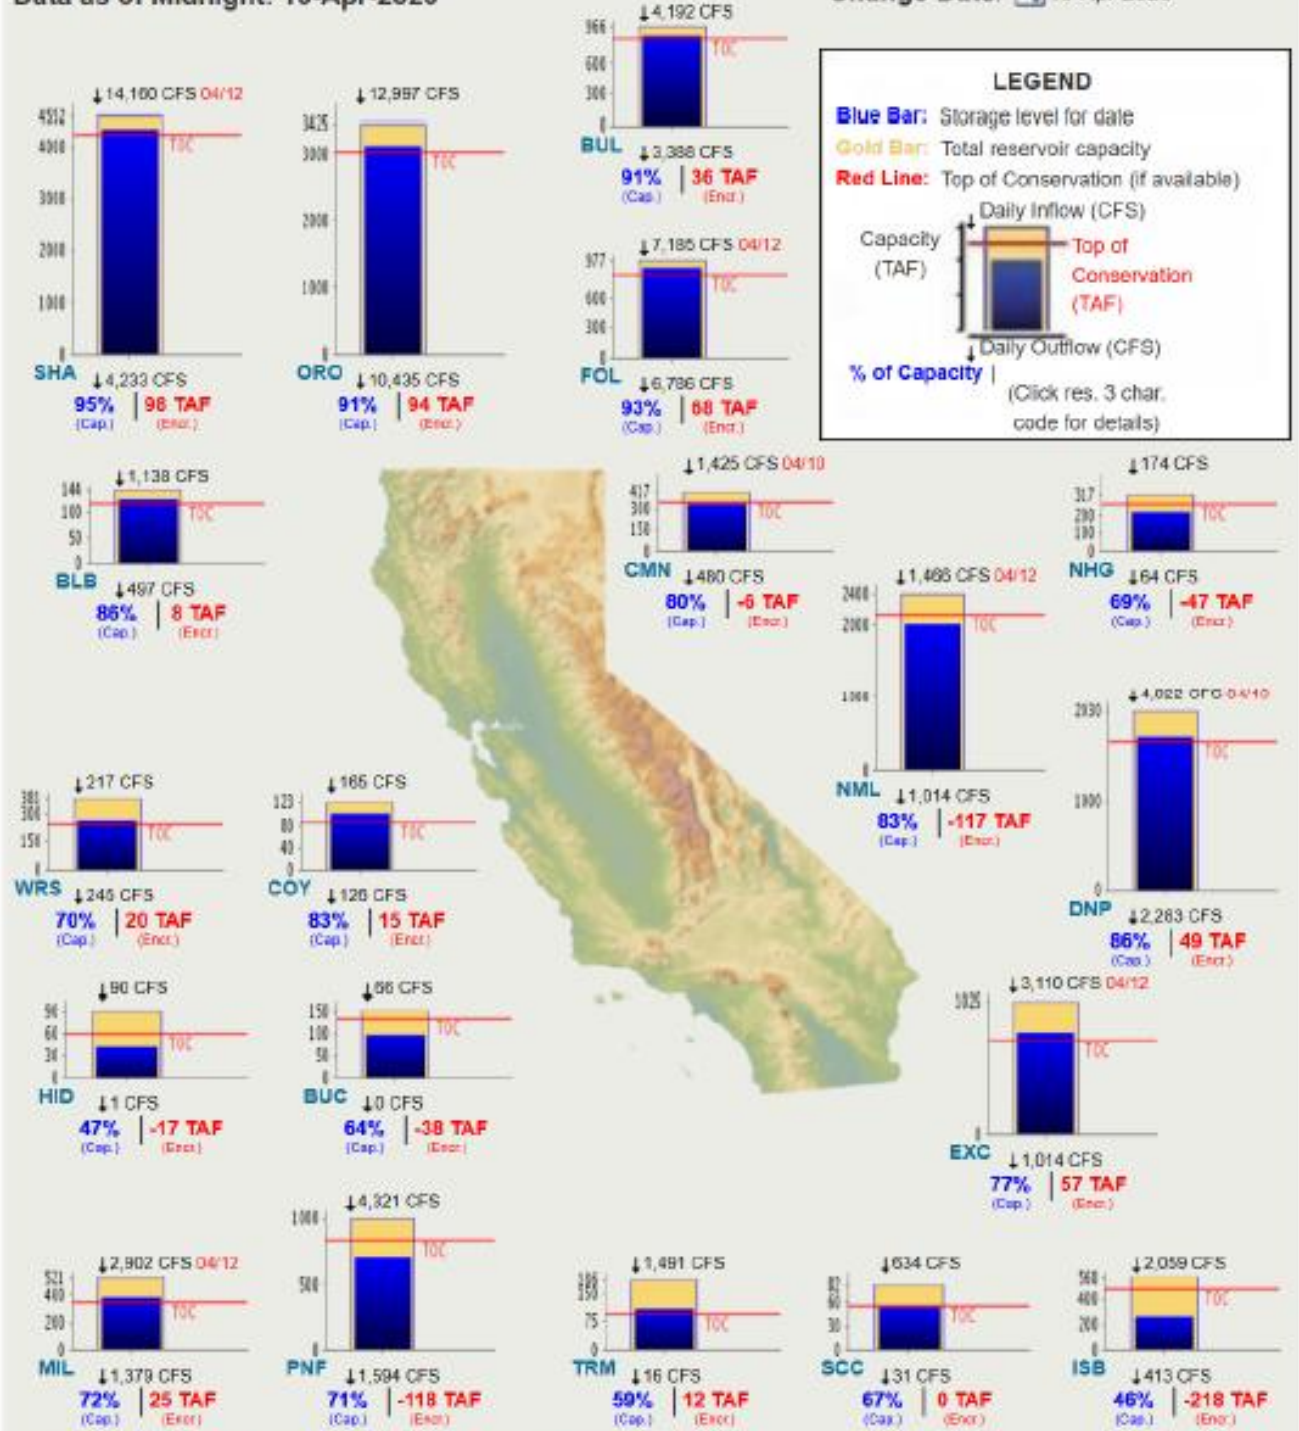 Data as of Midnight:
4,192 CFS
966
600
300
0
TOC
BUL
3,388 CFS
91% | 36 TAF
(Cap.) (Encr.)
14,160 CFS 04/12
4512
4000
3000
2000
1000
0
TOC
SHA
4,233 CFS
95% | 98 TAF
(Cap.) (Encr.)
12,997 CFS
3425
3000
2000
1000
0
TOC
ORO
10,435 CFS
91% | 94 TAF
(Cap.) (Encr.)
7,185 CFS 04/12
977
600
300
0
TOC
FOL
6,786 CFS
93% | 68 TAF
(Cap.) (Encr.)
LEGEND
Blue Bar: Storage level for date
Gold Bar: Total reservoir capacity
Red Line: Top of Conservation (if available)
Daily Inflow (CFS)
Capacity
(TAF)
Top of
Conservation
(TAF)
Daily Outflow (CFS)
% of Capacity |
(Click res. 3 char.
code for details)
1,138 CFS
144
100
50
0
TOC
BLB
497 CFS
86% | 8 TAF
(Cap.) (Encr.)
1,425 CFS 04/10
417
300
150
0
TOC
CMN
480 CFS
80% | -6 TAF
(Cap.) (Encr.)
174 CFS
317
200
100
0
TOC
NHG
64 CFS
69% | -47 TAF
(Cap.) (Encr.)
1,466 CFS 04/12
2400
2000
1000
0
TOC
NML
1,014 CFS
83% | -117 TAF
(Cap.) (Encr.)
2030
1000
0
TOC
DNP
2,283 CFS
86% | 49 TAF
(Cap.) (Encr.)
217 CFS
381
300
150
0
TOC
WRS
245 CFS
70% | 20 TAF
(Cap.) (Encr.)
165 CFS
123
80
40
0
TOC
COY
126 CFS
83% | 15 TAF
(Cap.) (Encr.)
90 CFS
90
60
30
0
TOC
HID
1 CFS
47% | -17 TAF
(Cap.) (Encr.)
66 CFS
150
100
50
0
TOC
BUC
0 CFS
64% | -38 TAF
(Cap.) (Encr.)
3,110 CFS 04/12
1025
0
TOC
EXC
1,014 CFS
77% | 57 TAF
(Cap.) (Encr.)
2,902 CFS 04/12
521
400
200
0
TOC
MIL
1,379 CFS
72% | 25 TAF
(Cap.) (Encr.)
4,321 CFS
1000
500
0
TOC
PNF
1,594 CFS
71% | -118 TAF
(Cap.) (Encr.)
1,491 CFS
150
75
0
TOC
TRM
16 CFS
59% | 12 TAF
(Cap.) (Encr.)
634 CFS
82
60
30
0
TOC
SCC
31 CFS
67% | 0 TAF
(Cap.) (Encr.)
2,059 CFS
568
400
200
0
TOC
ISB
413 CFS
46% | -218 TAF
(Cap.) (Encr.)